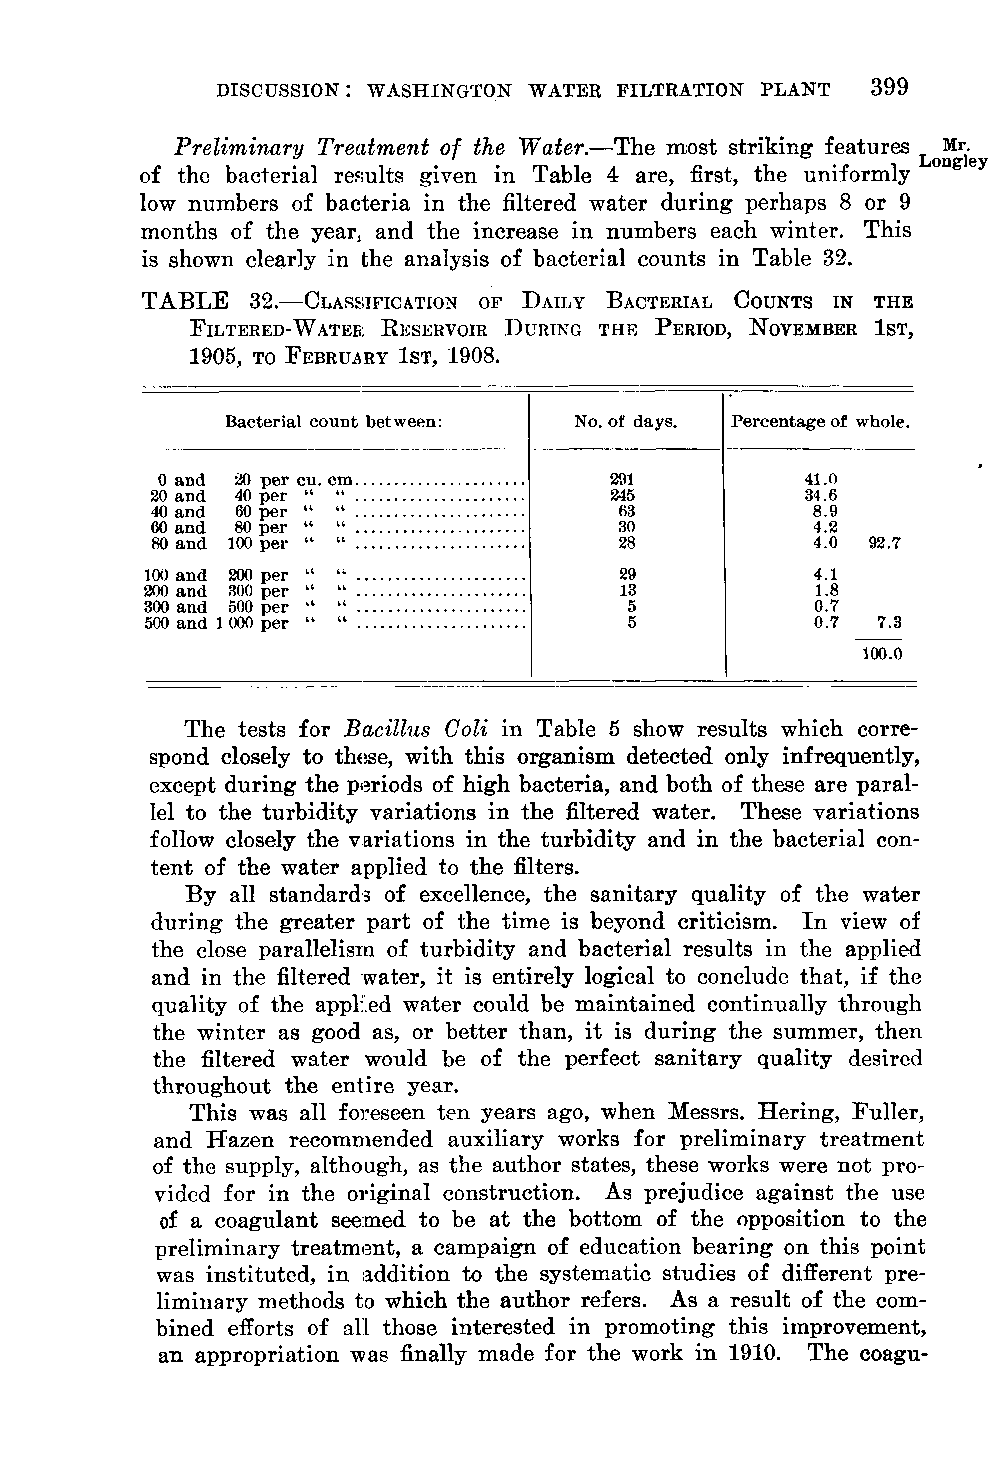 DISCUSSION: WASHINGTON WATER FILTRATION PLANT 399
Preliminary Treatment of the Water.—The most striking features Mr.
of the bacterial results given in Table 4 are, first, the uniformly Longley
low numbers of bacteria in the filtered water during perhaps 8 or 9
months of the year, and the increase in numbers each winter. This
is shown clearly in the analysis of bacterial counts in Table 32.
TABLE 32.—Classification of Daily Bacterial Counts in the
Filtered-Water Reservoir During the Period, November 1st,
1905, to February 1st, 1908.
Bacterial count between: No. of days. Percentage of whole.
0 and 20 per cu. cm...................... 291 41.0
20 and 40 per " " ...................... 245 34.6
40 and 60 per " " ...................... 63 8.9
60 and 80 per " " ...................... 30 4.2
80 and 100 per " " ...................... 28 4.0 92.7
100 and 200 per " " ...................... 29 4.1
200 and 300 per " " ...................... 13 1.8
300 and 500 per " " ...................... 5 0.7
500 and 1 000 per " " ...................... 5 0.7 7.3
100.0
The tests for Bacillus Coli in Table 5 show results which corre-
spond closely to these, with this organism detected only infrequently,
except during the periods of high bacteria, and both of these are paral-
lel to the turbidity variations in the filtered water. These variations
follow closely the variations in the turbidity and in the bacterial con-
tent of the water applied to the filters.
By all standards of excellence, the sanitary quality of the water
during the greater part of the time is beyond criticism. In view of
the close parallelism of turbidity and bacterial results in the applied
and in the filtered water, it is entirely logical to conclude that, if the
quality of the applied water could be maintained continually through
the winter as good as, or better than, it is during the summer, then
the filtered water would be of the perfect sanitary quality desired
throughout the entire year.
This was all foreseen ten years ago, when Messrs. Hering, Fuller,
and Hazen recommended auxiliary works for preliminary treatment
of the supply, although, as the author states, these works were not pro-
vided for in the original construction. As prejudice against the use
of a coagulant seemed to be at the bottom of the opposition to the
preliminary treatment, a campaign of education bearing on this point
was instituted, in addition to the systematic studies of different pre-
liminary methods to which the author refers. As a result of the com-
bined efforts of all those interested in promoting this improvement,
an appropriation was finally made for the work in 1910. The coagu-